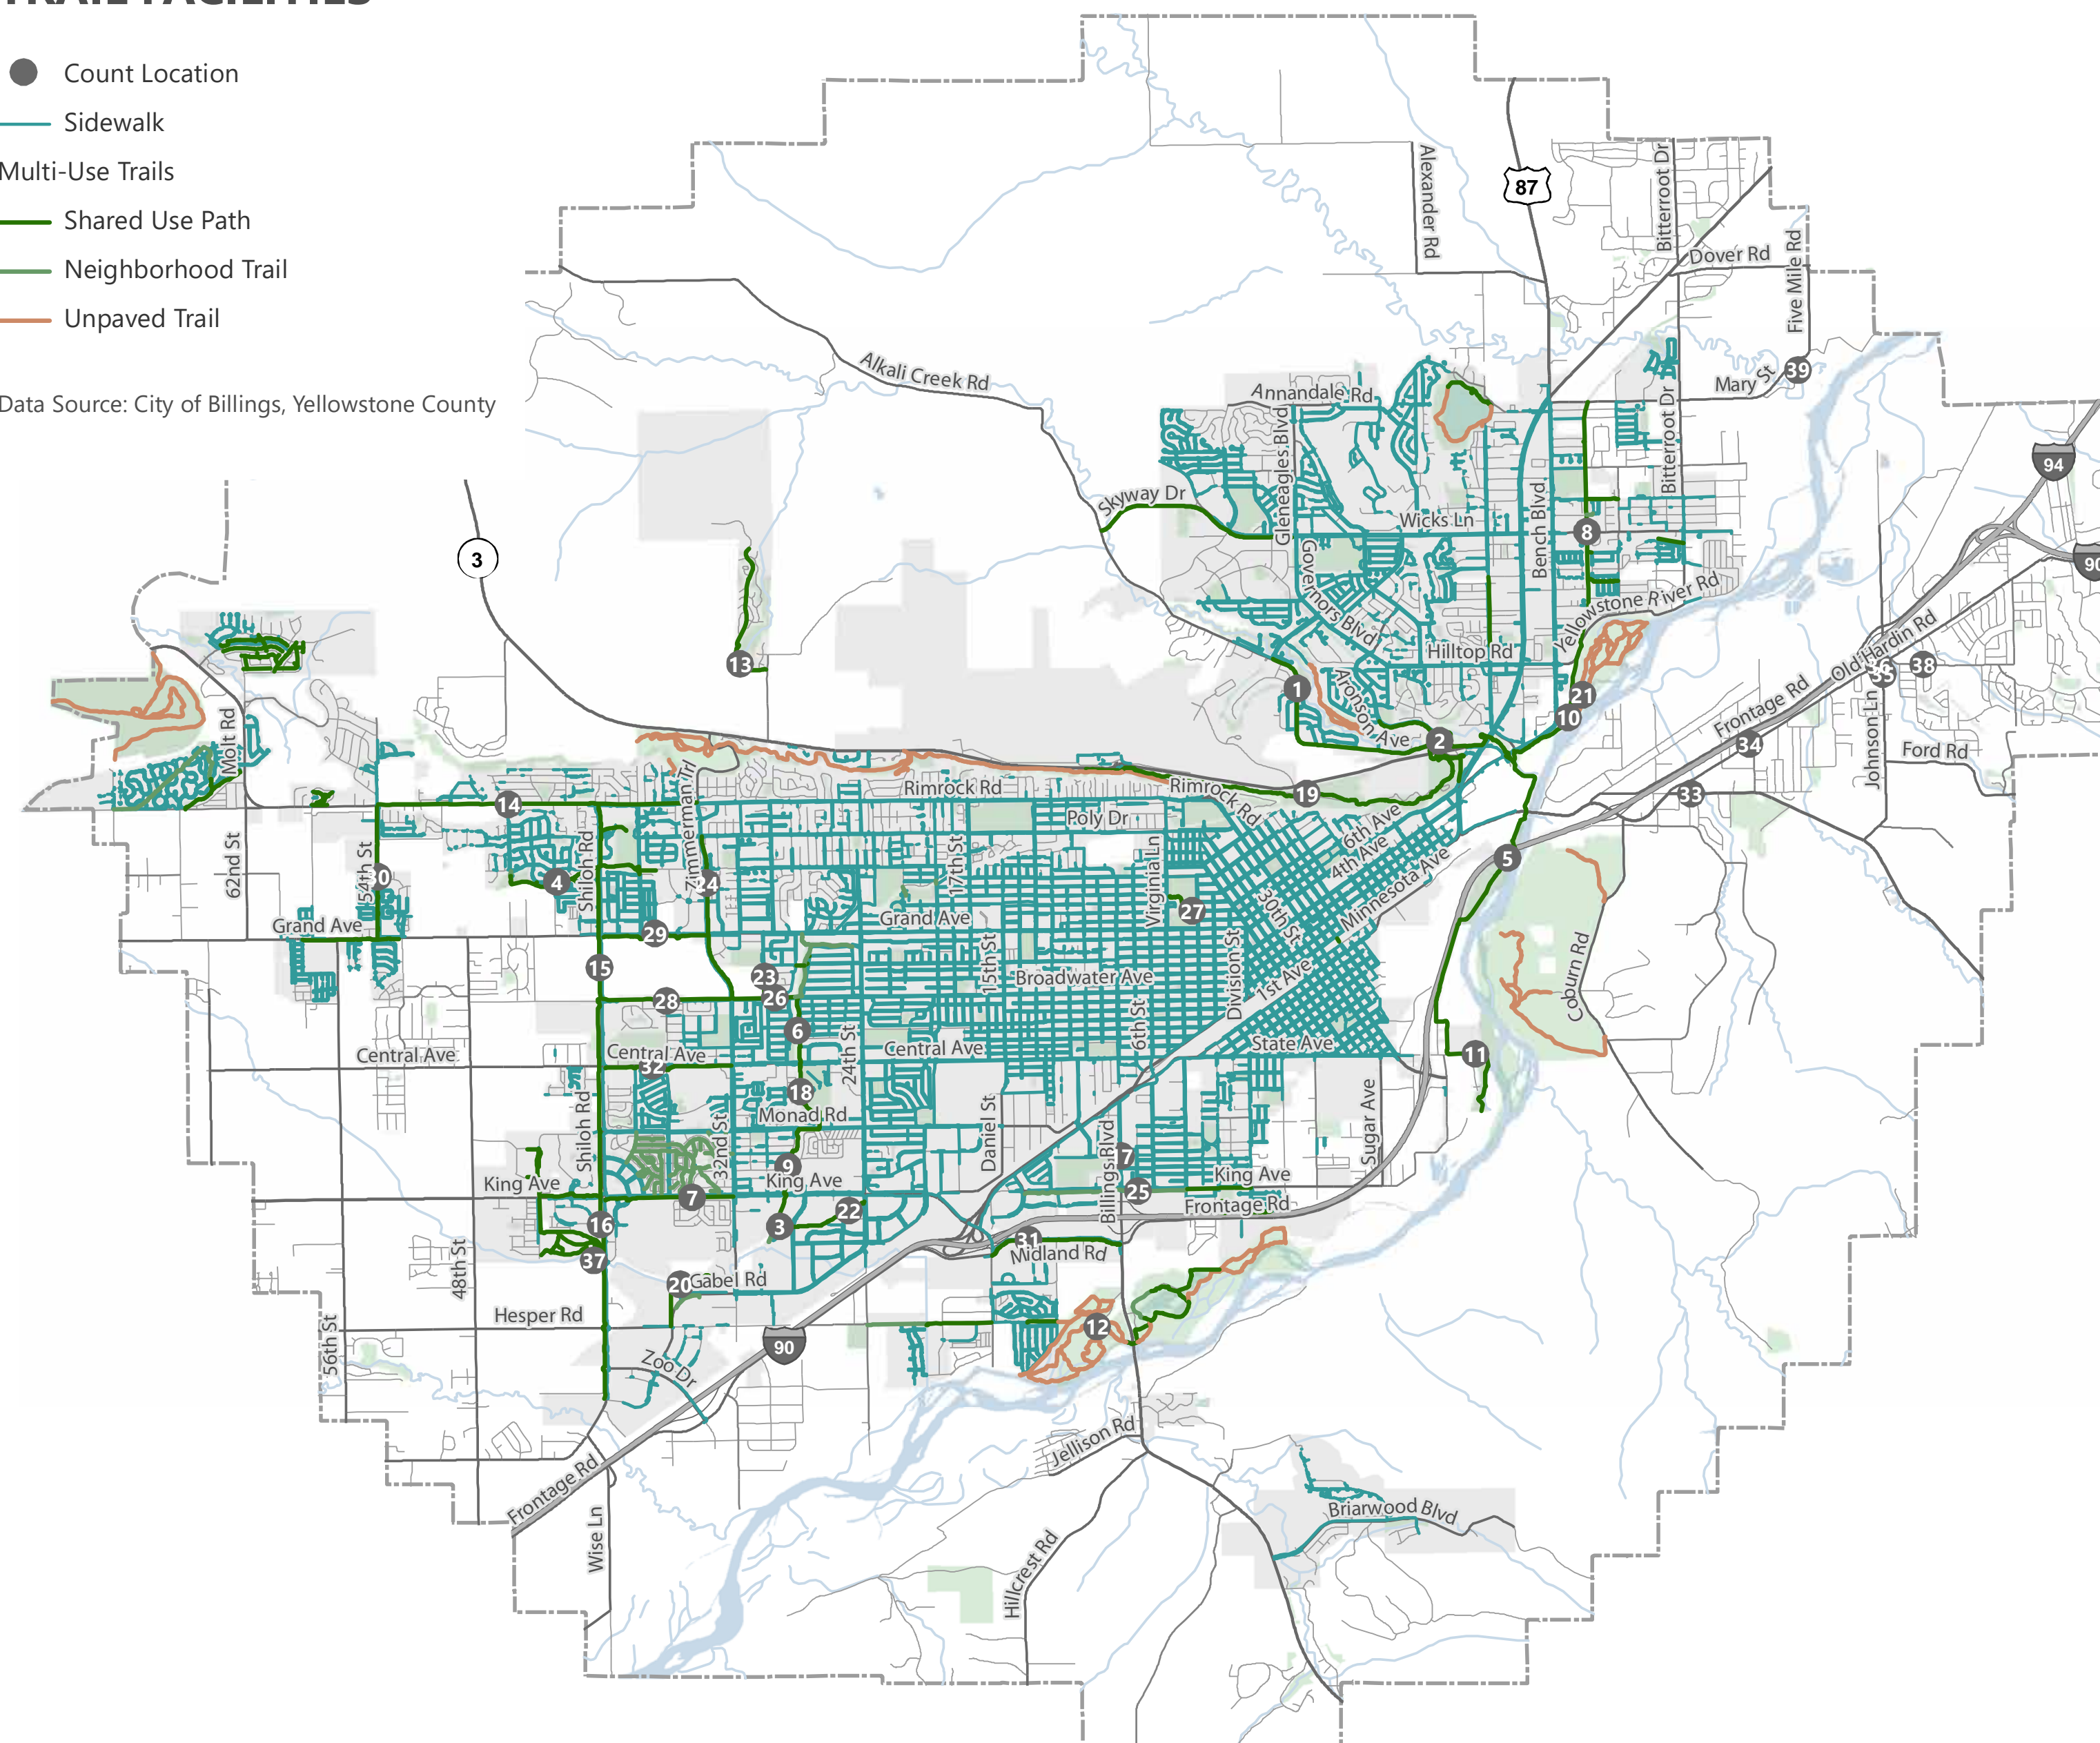 TRAIL FACILITIES
Count Location
Sidewalk
Multi-Use Trails
Shared Use Path
Neighborhood Trail
Unpaved Trail
Data Source: City of Billings, Yellowstone County
87
Alexander Rd
Bitterroot Dr
Dover Rd
Five Mile Rd
Alkali Creek Rd
Annandale Rd
Mary St
39
Gleneagles Blvd
Bitterroot Dr
94
Skyway Dr
Wicks Ln
Bench Blvd
8
3
90
Governors Blvd
Yellowstone River Rd
Old Hardin Rd
Hilltop Rd
13
36
35
38
1
21
Aronson Ave
10
Frontage Rd
Johnson Ln
Molt Rd
2
34
Ford Rd
Zimmerman Trl
Rimrock Rd
Rimrock Rd
19
33
14
Poly Dr
6th Ave
4th Ave
Minnesota Ave
62nd St
54th St
30
4
Shiloh Rd
17th St
Virginia Ln
5
27
30th St
Grand Ave
Grand Ave
29
15
23
15th St
Broadwater Ave
Division St
1st Ave
Coburn Rd
28
26
6
24th St
6th St
Central Ave
Central Ave
32
Central Ave
State Ave
11
18
Monad Rd
Shiloh Rd
32nd St
Daniel St
Billings Blvd
Sugar Ave
9
King Ave
King Ave
King Ave
7
25
16
3
22
Frontage Rd
31
Midland Rd
37
48th St
20
Gabel Rd
Hesper Rd
12
56th St
90
Zoo Dr
Jellison Rd
Frontage Rd
Wise Ln
Briarwood Blvd
Hillcrest Rd